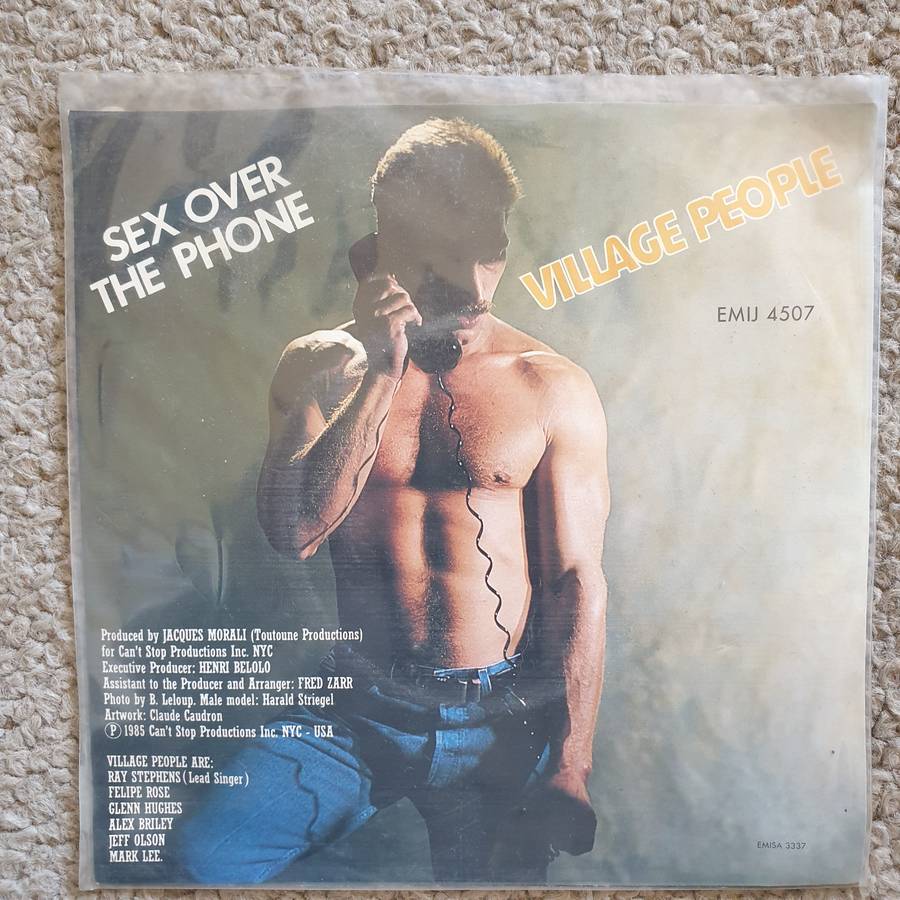 SEX OVER
THE PHONE
VILLAGE PEOPLE
EMIJ 4507
Produced by JACQUES MORALI (Toutoune Productions)
for Can't Stop Productions Inc. NYC
Executive Producer: HENRI BELOLO
Assistant to the Producer and Arranger: FRED ZARR
Photo by B. Leloup. Male model: Harald Striegel
Artwork: Claude Caudron
Ⓟ 1985 Can't Stop Productions Inc. NYC - USA
VILLAGE PEOPLE ARE:
RAY STEPHENS (Lead Singer)
FELIPE ROSE
GLENN HUGHES
ALEX BRILEY
JEFF OLSON
MARK LEE.
EMISA 3337